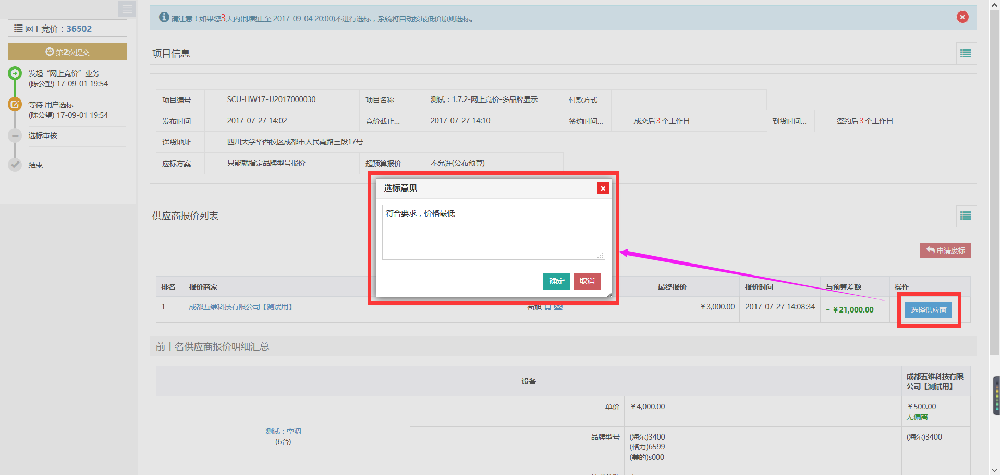 网上竞价：36502
第2次提交
发起“网上竞价”业务
(陈公望) 17-09-01 19:54
等待 用户选标
(陈公望) 17-09-01 19:54
选标审核
结束
请注意！如果您3天内(即截止至 2017-09-04 20:00)不进行选标，系统将自动按最低价原则选标。
项目信息
项目编号 SCU-HW17-JJ2017000030 项目名称 测试：1.7.2-网上竞价-多品牌显示 付款方式
发布时间 2017-07-27 14:02 竞价截止... 2017-07-27 14:10 签约时间... 成交后 3 个工作日 到货时间... 签约后 3 个工作日
送货地址 四川大学华西校区成都市人民南路三段17号
应标方案 只能就指定品牌型号报价 超预算报价 不允许(公布预算)
选标意见
符合要求，价格最低
确定 取消
供应商报价列表
申请废标
排名 报价商家 最终报价 报价时间 与预算差额 操作
1 成都五维科技有限公司【测试用】 苟旭 ￥3,000.00 2017-07-27 14:08:34 - ￥21,000.00 选择供应商
前十名供应商报价明细汇总
设备 成都五维科技有限
公司【测试用】
测试：空调
(6台)
单价 ￥4,000.00 ￥500.00
无偏离
品牌型号 (海尔)3400 (海尔)3400
(格力)6599
(美的)s000